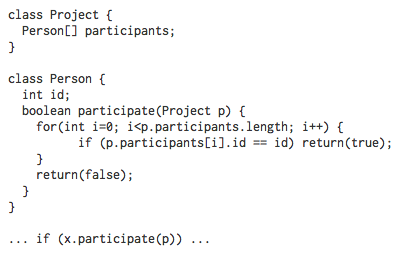 class Project {
  Person[] participants;
}

class Person {
  int id;
  boolean participate(Project p) {
    for(int i=0; i<p.participants.length; i++) {
          if (p.participants[i].id == id) return(true);
    }
    return(false);
  }
}

... if (x.participate(p)) ...